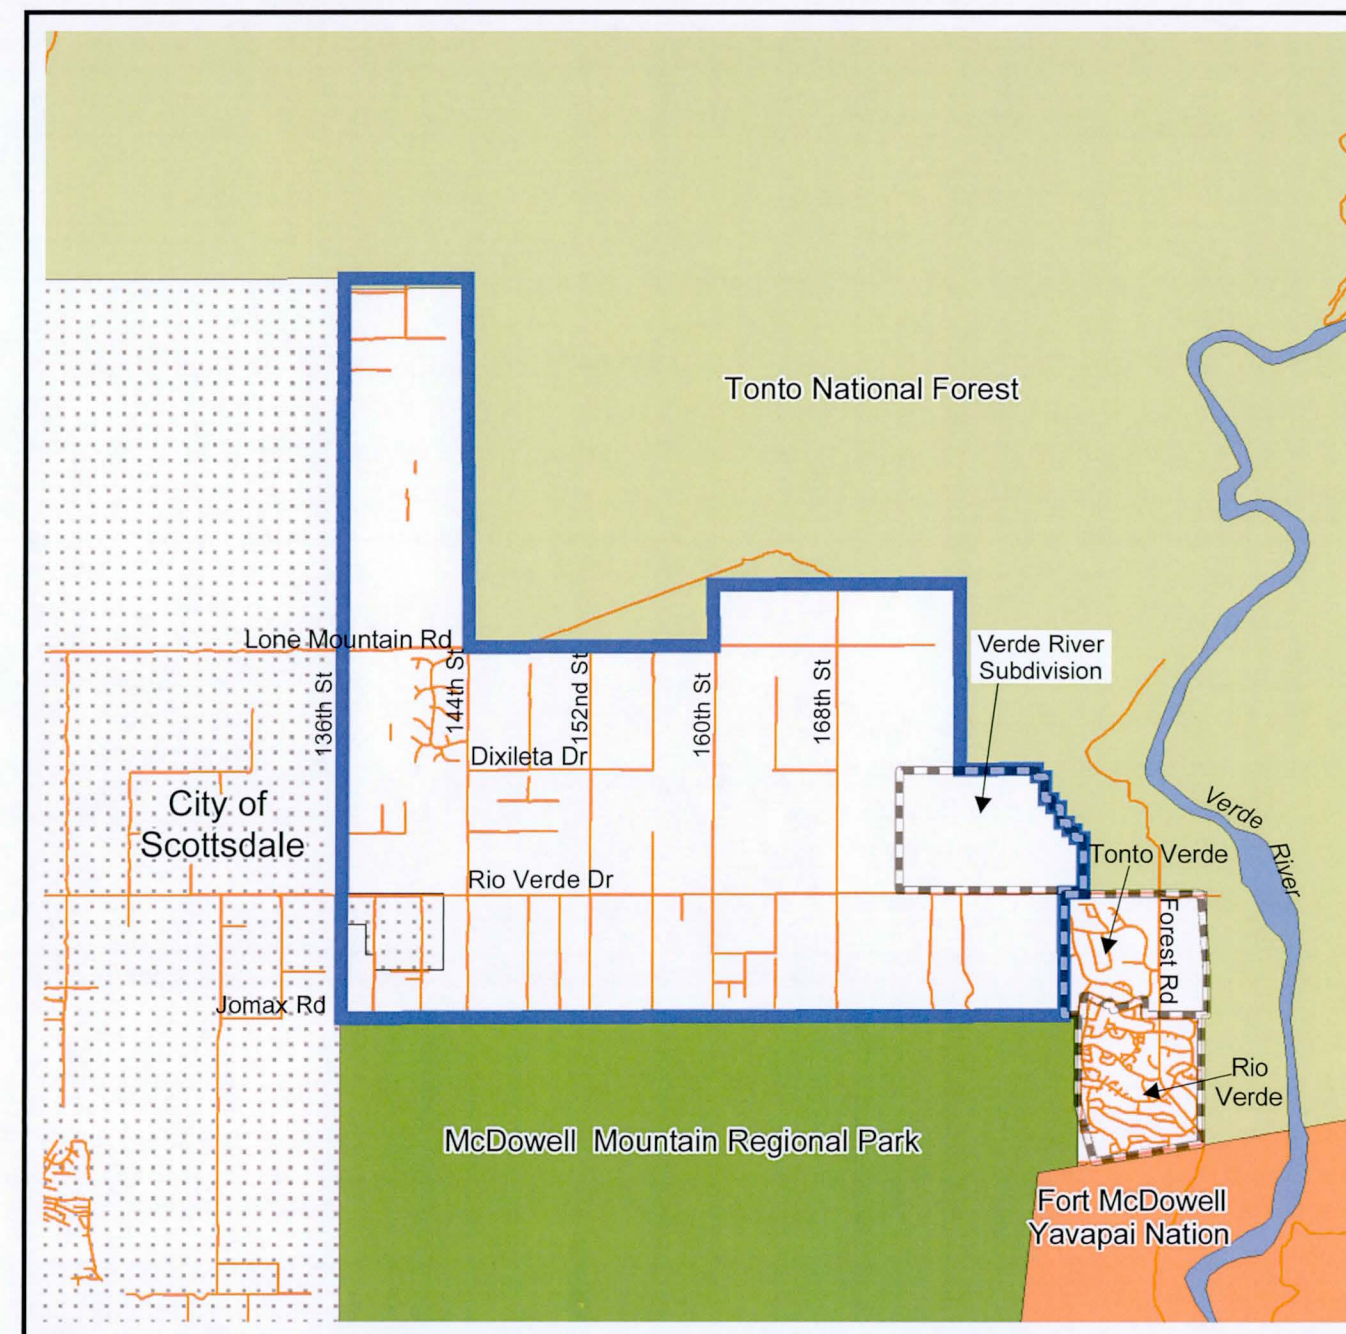 Tonto National Forest
Lone Mountain Rd
Verde River
Subdivision
136th St
144th St
152nd St
160th St
168th St
Dixileta Dr
City of
Scottsdale
Verde River
Tonto Verde
Rio Verde Dr
Forest Rd
Jomax Rd
Rio
Verde
McDowell Mountain Regional Park
Fort McDowell
Yavapai Nation